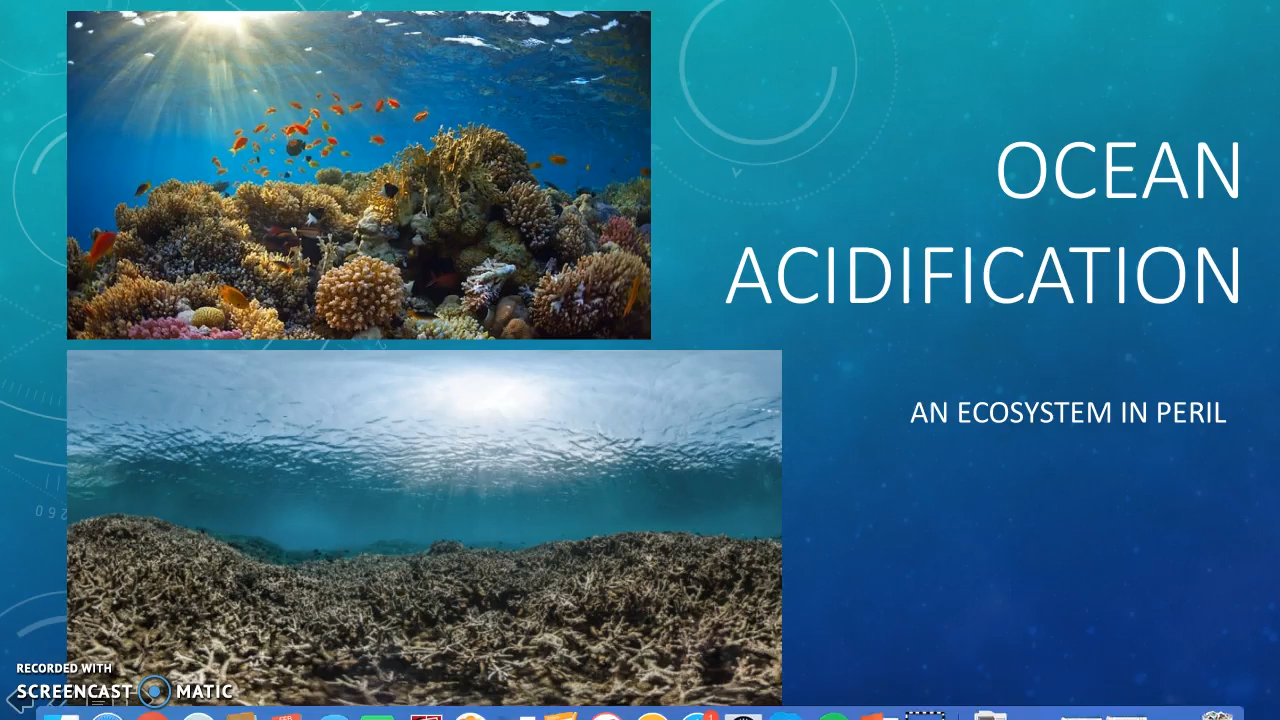 OCEAN
ACIDIFICATION
AN ECOSYSTEM IN PERIL
RECORDED WITH
SCREENCAST MATIC